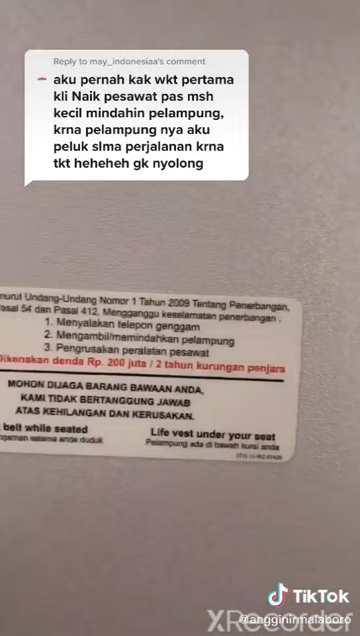 Reply to may_indonesiaa's comment
aku pernah kak wkt pertama
kli Naik pesawat pas msh
kecil mindahin pelampung,
krna pelampung nya aku
peluk slma perjalanan krna
tkt heheheh gk nyolong
nurut Undang-Undang Nomor 1 Tahun 2009 Tentang Penerbangan,
asal 54 dan Pasal 412, Mengganggu keselamatan penerbangan :
1. Menyalakan telepon genggam
2. Mengambil/memindahkan pelampung
3. Pengrusakan peralatan pesawat
Dikenakan denda Rp. 200 juta / 2 tahun kurungan penjara
MOHON DIJAGA BARANG BAWAAN ANDA,
KAMI TIDAK BERTANGGUNG JAWAB
ATAS KEHILANGAN DAN KERUSAKAN.
belt while seated
selama anda duduk
Life vest under your seat
Pelampung ada di bawah kursi anda
TikTok
@angginirmalaboro
XRecorder